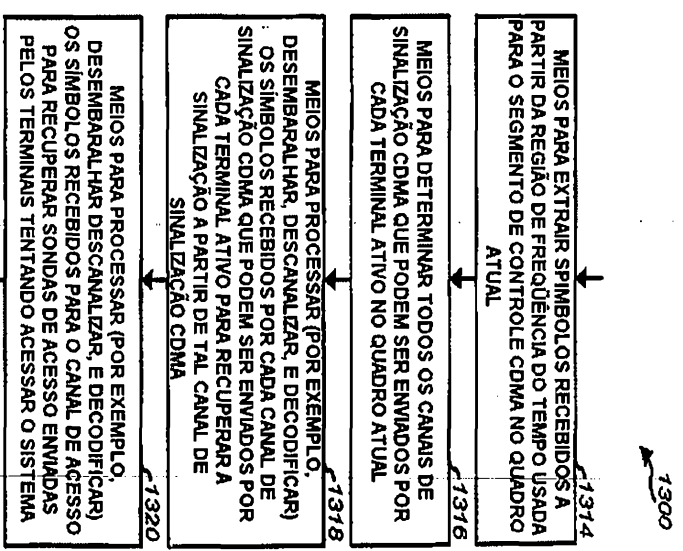 1300
1314
MEIOS PARA EXTRAIR SPIMBOLOS RECEBIDOS A
PARTIR DA REGIÃO DE FREQÜÊNCIA DO TEMPO USADA
PARA O SEGMENTO DE CONTROLE CDMA NO QUADRO
ATUAL
1316
MEIOS PARA DETERMINAR TODOS OS CANAIS DE
SINALIZAÇÃO CDMA QUE PODEM SER ENVIADOS POR
CADA TERMINAL ATIVO NO QUADRO ATUAL
1318
MEIOS PARA PROCESSAR (POR EXEMPLO,
DESEMBARALHAR, DESCANALIZAR, E DECODIFICAR)
OS SÍMBOLOS RECEBIDOS POR CADA CANAL DE
SINALIZAÇÃO CDMA QUE PODEM SER ENVIADOS POR
CADA TERMINAL ATIVO PARA RECUPERAR A
SINALIZAÇÃO A PARTIR DE TAL CANAL DE
SINALIZAÇÃO CDMA
1320
MEIOS PARA PROCESSAR (POR EXEMPLO,
DESEMBARALHAR DESCANALIZAR, E DECODIFICAR)
OS SÍMBOLOS RECEBIDOS PARA O CANAL DE ACESSO
PARA RECUPERAR SONDAS DE ACESSO ENVIADAS
PELOS TERMINAIS TENTANDO ACESSAR O SISTEMA